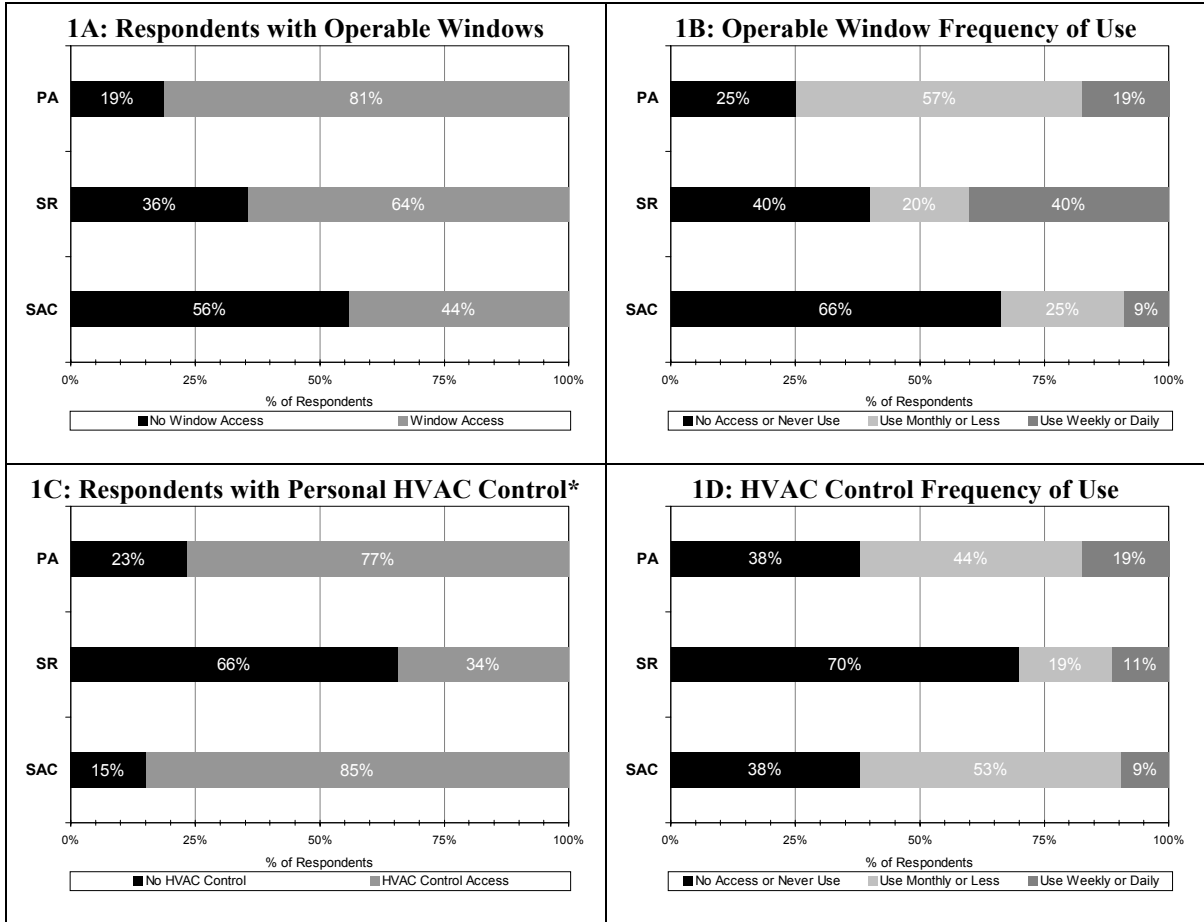 1A: Respondents with Operable Windows
PA
19%
81%
SR
36%
64%
SAC
56%
44%
0%
25%
50%
75%
100%
% of Respondents
No Window Access
Window Access
1B: Operable Window Frequency of Use
PA
25%
57%
19%
SR
40%
20%
40%
SAC
66%
25%
9%
0%
25%
50%
75%
100%
% of Respondents
No Access or Never Use
Use Monthly or Less
Use Weekly or Daily
1C: Respondents with Personal HVAC Control*
PA
23%
77%
SR
66%
34%
SAC
15%
85%
0%
25%
50%
75%
100%
% of Respondents
No HVAC Control
HVAC Control Access
1D: HVAC Control Frequency of Use
PA
38%
44%
19%
SR
70%
19%
11%
SAC
38%
53%
9%
0%
25%
50%
75%
100%
% of Respondents
No Access or Never Use
Use Monthly or Less
Use Weekly or Daily